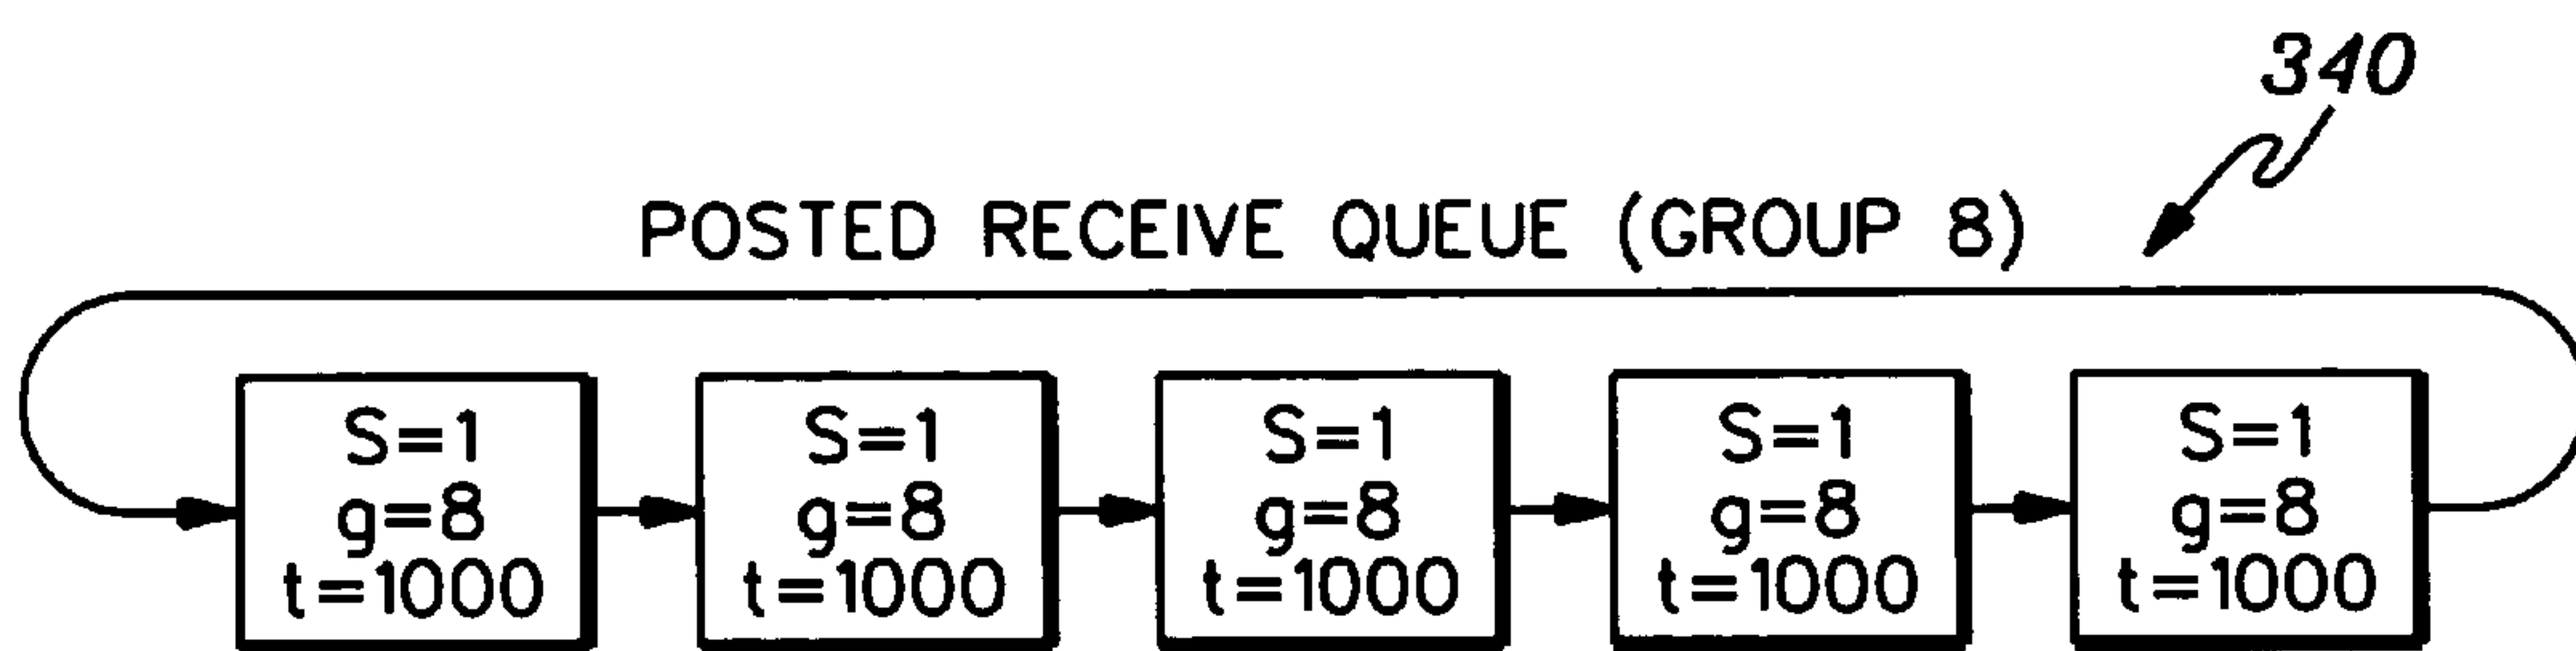 340
POSTED RECEIVE QUEUE (GROUP 8)
S=1
g=8
t=1000
S=1
g=8
t=1000
S=1
g=8
t=1000
S=1
g=8
t=1000
S=1
g=8
t=1000